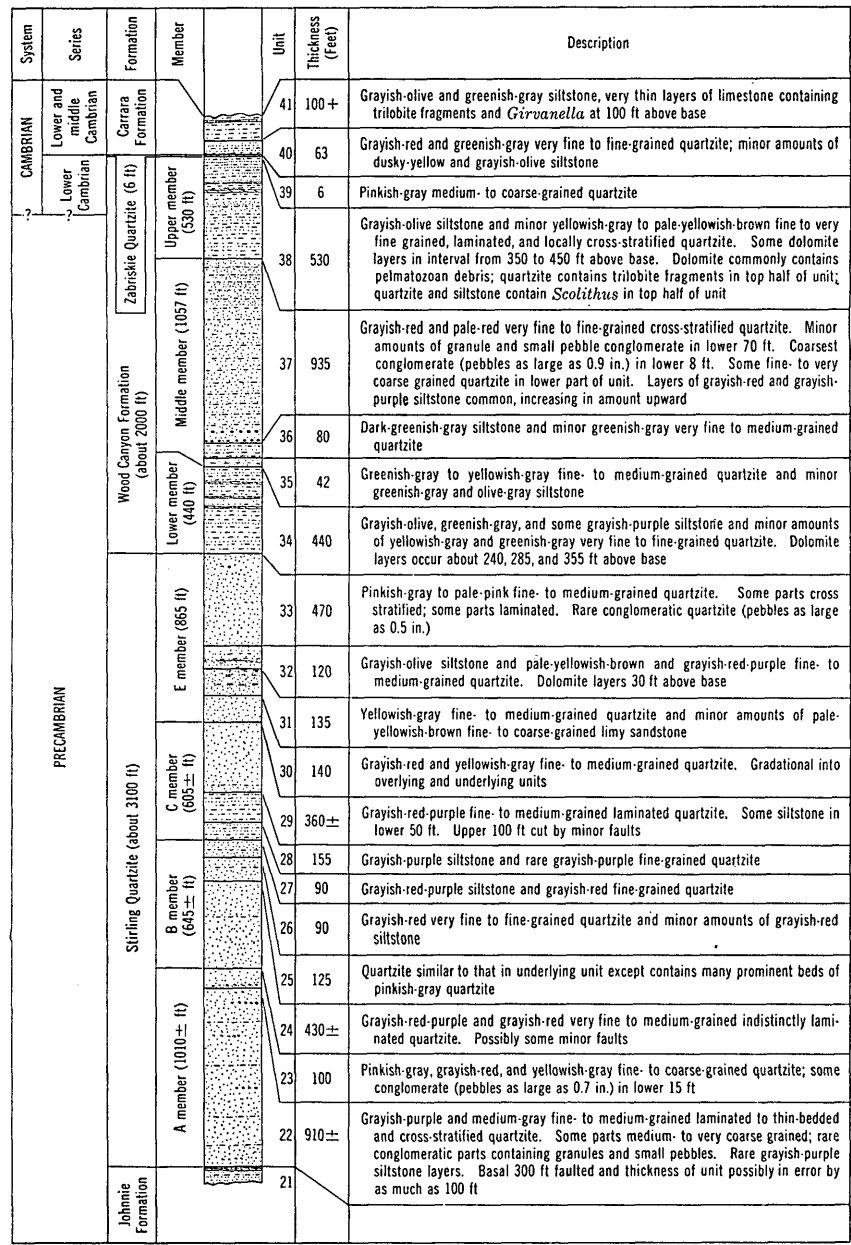 System
Series
Formation
Member
Unit
Thickness
(Feet)
Description
CAMBRIAN
Lower and
middle
Cambrian
Lower
Cambrian
?
?
PRECAMBRIAN
Carrara
Formation
Zabriskie Quartzite (6 ft)
Wood Canyon Formation
(about 2000 ft)
Stirling Quartzite (about 3100 ft)
Johnnie
Formation
Upper member
(530 ft)
Middle member (1057 ft)
Lower member
(440 ft)
E member (865 ft)
C member
(605± ft)
B member
(645± ft)
A member (1010± ft)
41 100+ Grayish-olive and greenish-gray siltstone, very thin layers of limestone containing
trilobite fragments and Girvanella at 100 ft above base
40 63 Grayish-red and greenish-gray very fine to fine-grained quartzite; minor amounts of
dusky-yellow and grayish-olive siltstone
39 6 Pinkish-gray medium- to coarse-grained quartzite
38 530 Grayish-olive siltstone and minor yellowish-gray to pale-yellowish-brown fine to very
fine grained, laminated, and locally cross-stratified quartzite. Some dolomite
layers in interval from 350 to 450 ft above base. Dolomite commonly contains
pelmatozoan debris; quartzite contains trilobite fragments in top half of unit;
quartzite and siltstone contain Scolithus in top half of unit
37 935 Grayish-red and pale-red very fine to fine-grained cross-stratified quartzite. Minor
amounts of granule and small pebble conglomerate in lower 70 ft. Coarsest
conglomerate (pebbles as large as 0.9 in.) in lower 8 ft. Some fine- to very
coarse grained quartzite in lower part of unit. Layers of grayish-red and grayish-
purple siltstone common, increasing in amount upward
36 80 Dark-greenish-gray siltstone and minor greenish-gray very fine to medium-grained
quartzite
35 42 Greenish-gray to yellowish-gray fine- to medium-grained quartzite and minor
greenish-gray and olive-gray siltstone
34 440 Grayish-olive, greenish-gray, and some grayish-purple siltstone and minor amounts
of yellowish-gray and greenish-gray very fine to fine-grained quartzite. Dolomite
layers occur about 240, 285, and 355 ft above base
33 470 Pinkish-gray to pale-pink fine- to medium-grained quartzite. Some parts cross
stratified; some parts laminated. Rare conglomeratic quartzite (pebbles as large
as 0.5 in.)
32 120 Grayish-olive siltstone and pale-yellowish-brown and grayish-red-purple fine- to
medium-grained quartzite. Dolomite layers 30 ft above base
31 135 Yellowish-gray fine- to medium-grained quartzite and minor amounts of pale-
yellowish-brown fine- to coarse-grained limy sandstone
30 140 Grayish-red and yellowish-gray fine- to medium-grained quartzite. Gradational into
overlying and underlying units
29 360± Grayish-red-purple fine- to medium-grained laminated quartzite. Some siltstone in
lower 50 ft. Upper 100 ft cut by minor faults
28 155 Grayish-purple siltstone and rare grayish-purple fine-grained quartzite
27 90 Grayish-red-purple siltstone and grayish-red fine-grained quartzite
26 90 Grayish-red very fine to fine-grained quartzite and minor amounts of grayish-red
siltstone
25 125 Quartzite similar to that in underlying unit except contains many prominent beds of
pinkish-gray quartzite
24 430± Grayish-red-purple and grayish-red very fine to medium-grained indistinctly lami-
nated quartzite. Possibly some minor faults
23 100 Pinkish-gray, grayish-red, and yellowish-gray fine- to coarse-grained quartzite; some
conglomerate (pebbles as large as 0.7 in.) in lower 15 ft
22 910± Grayish-purple and medium-gray fine- to medium-grained laminated to thin-bedded
and cross-stratified quartzite. Some parts medium- to very coarse grained; rare
conglomeratic parts containing granules and small pebbles. Rare grayish-purple
siltstone layers. Basal 300 ft faulted and thickness of unit possibly in error by
as much as 100 ft
21